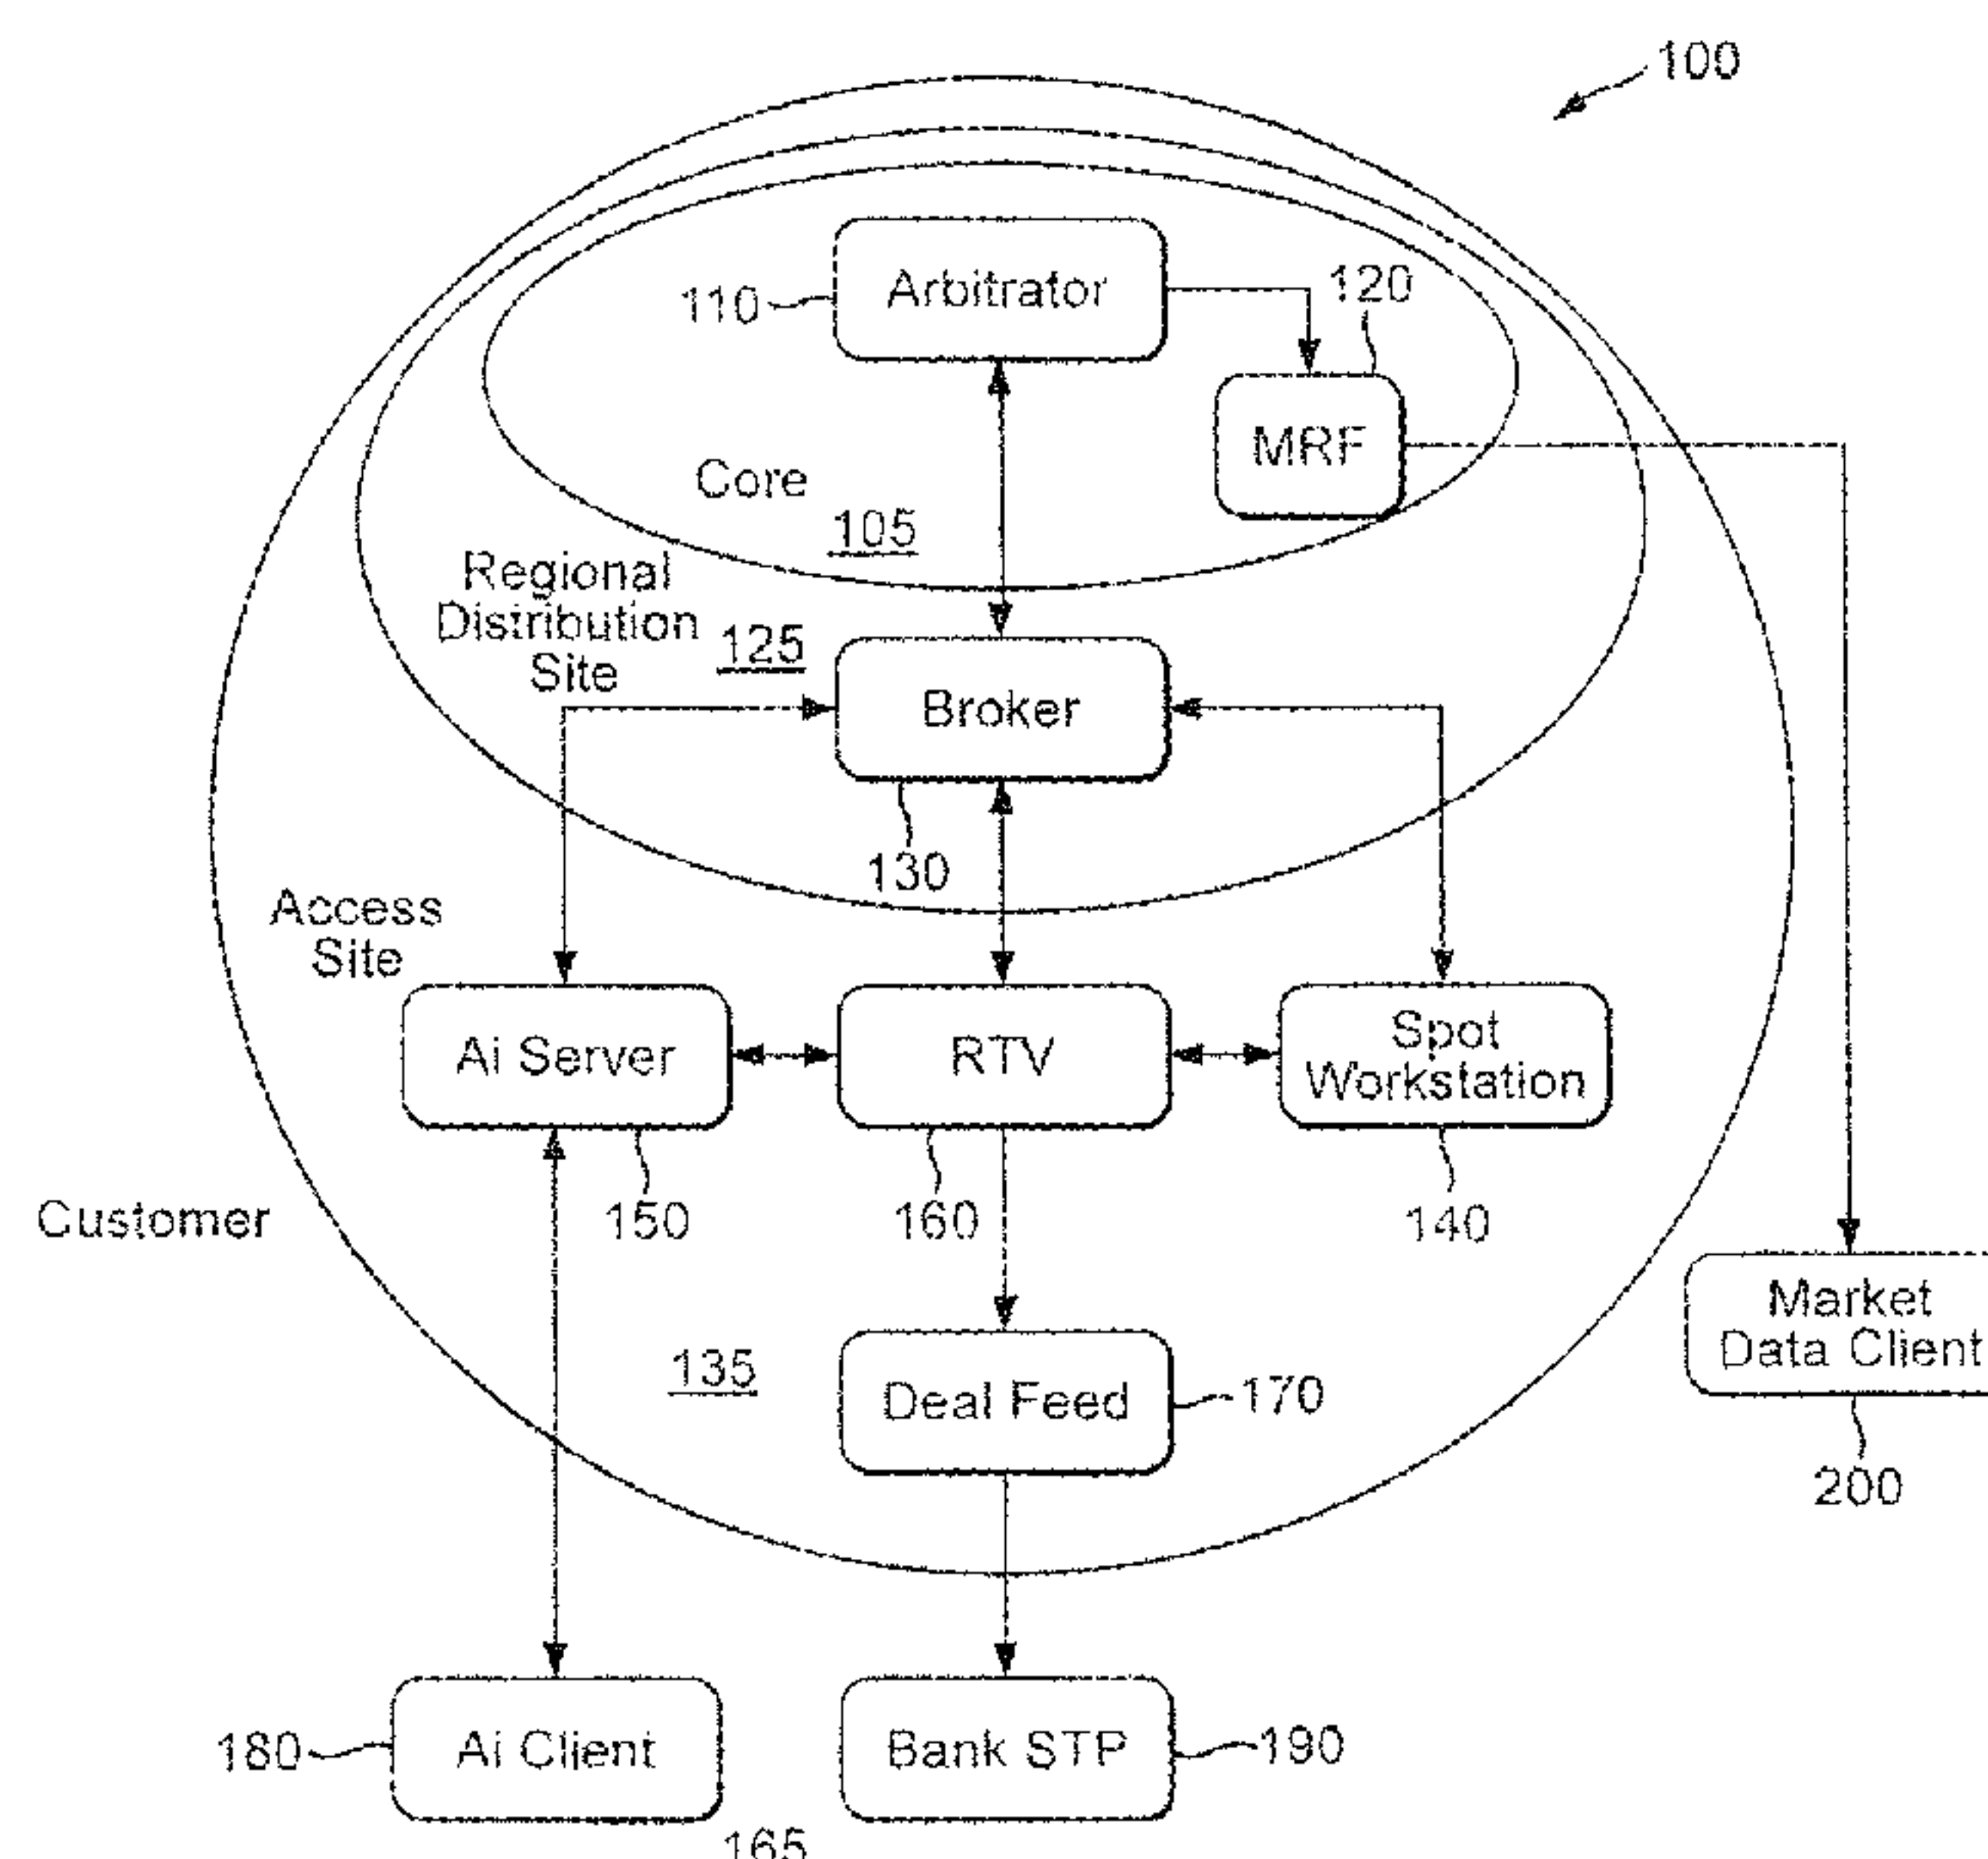 100
Arbitrator
110
120
MRF
Core
105
Regional
Distribution
Site
125
Broker
130
Access
Site
Ai Server
RTV
Spot
Workstation
150
160
140
Customer
Market
Data Client
200
135
Deal Feed
170
180
Ai Client
Bank STP
190
165